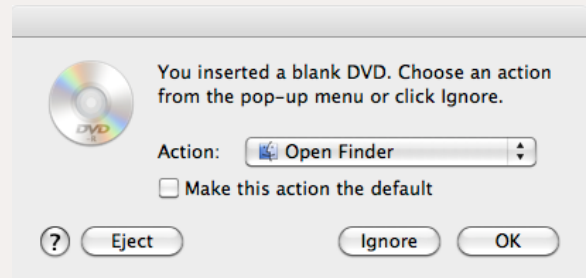 You inserted a blank DVD. Choose an action
from the pop-up menu or click Ignore.
DVD
-R
Action: Open Finder
Make this action the default
? Eject Ignore OK